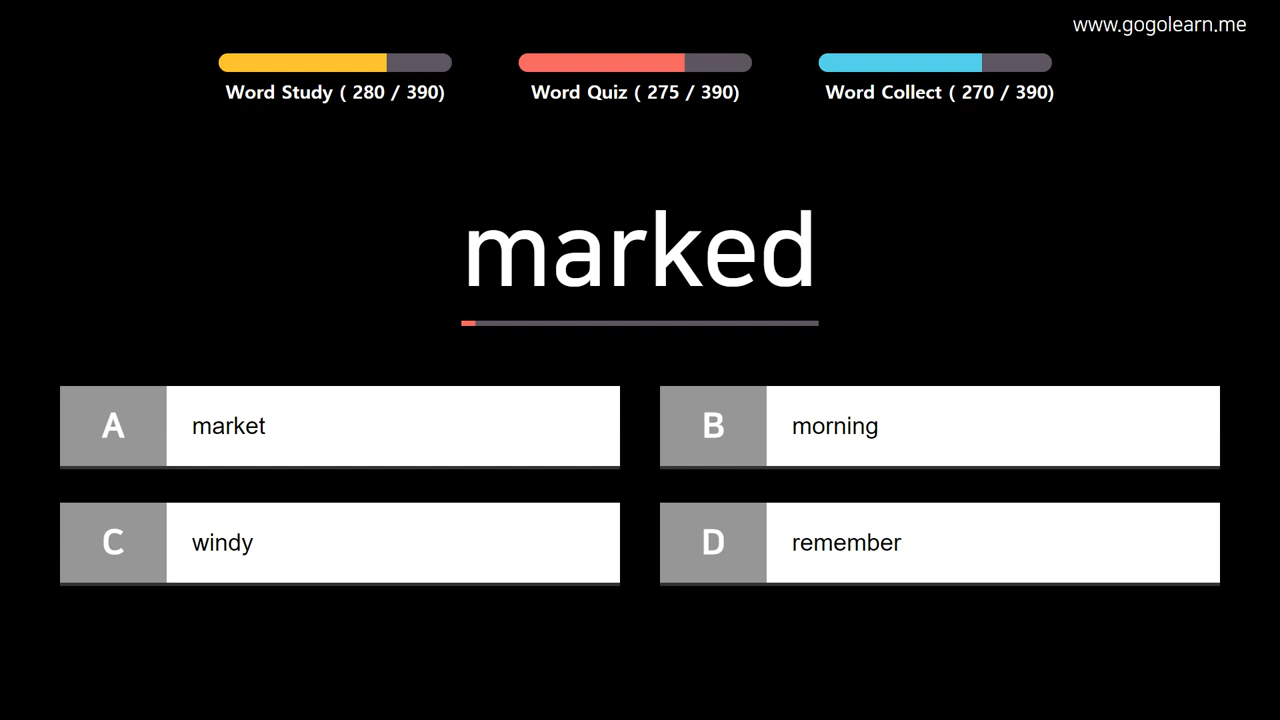 www.gogolearn.me
Word Study ( 280 / 390)
Word Quiz ( 275 / 390)
Word Collect ( 270 / 390)
marked
A market
B morning
C windy
D remember